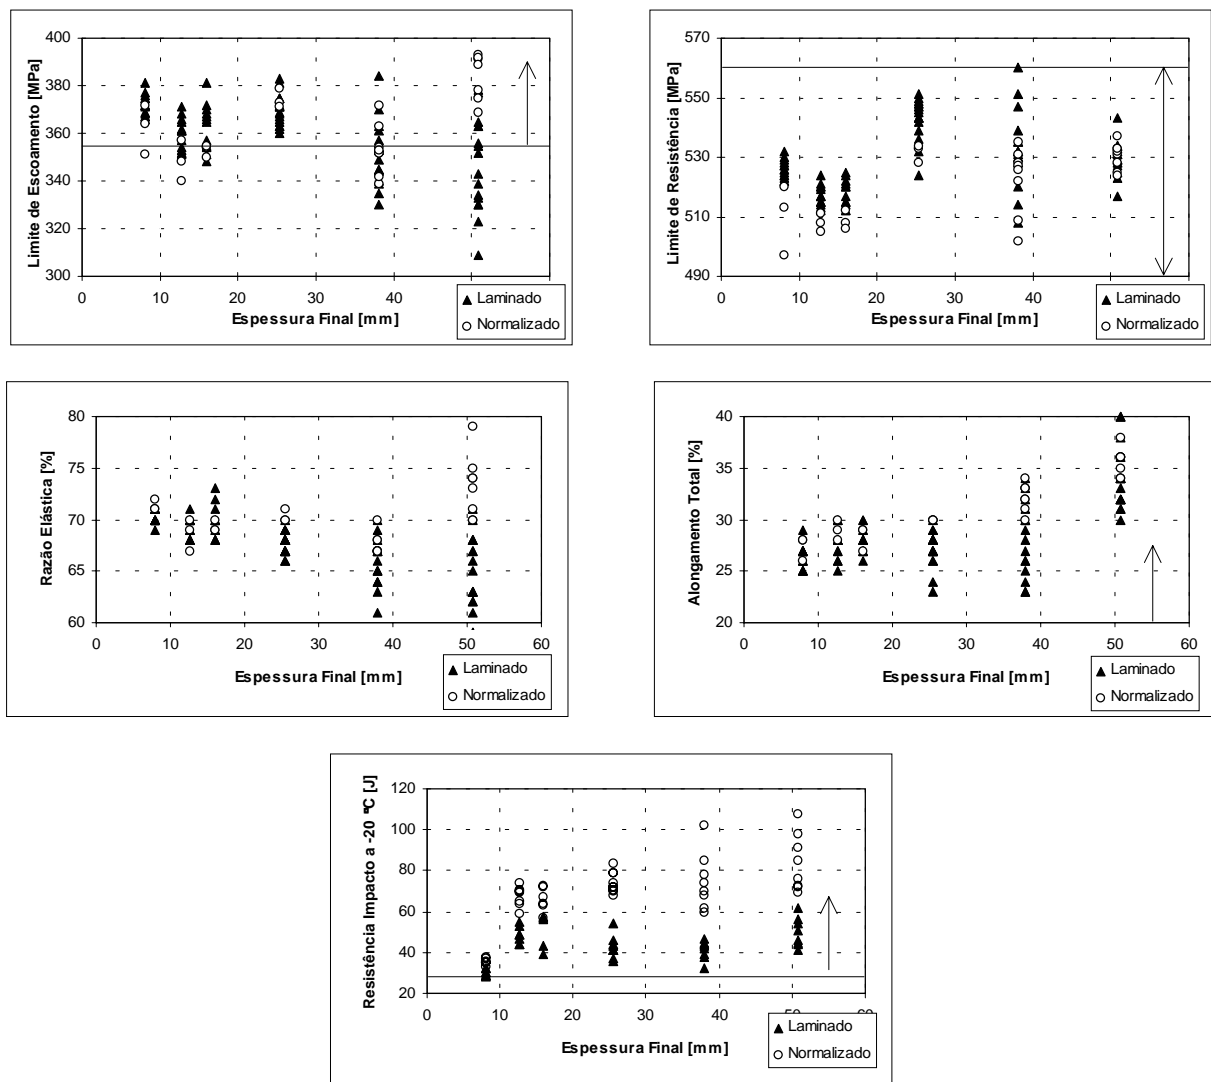 Limite de Escoamento [MPa]
400
380
360
340
320
300
0 10 20 30 40
Espessura Final [mm]
Laminado
Normalizado
Limite de Resistência [MPa]
570
550
530
510
490
0 10 20 30 40
Espessura Final [mm]
Laminado
Normalizado
Razão Elástica [%]
80
75
70
65
60
0 10 20 30 40 50 60
Espessura Final [mm]
Laminado
Normalizado
Alongamento Total [%]
40
35
30
25
20
0 10 20 30 40 50 60
Espessura Final [mm]
Laminado
Normalizado
Resistência Impacto a -20 ºC [J]
120
100
80
60
40
20
0 10 20 30 40 50 60
Espessura Final [mm]
Laminado
Normalizado